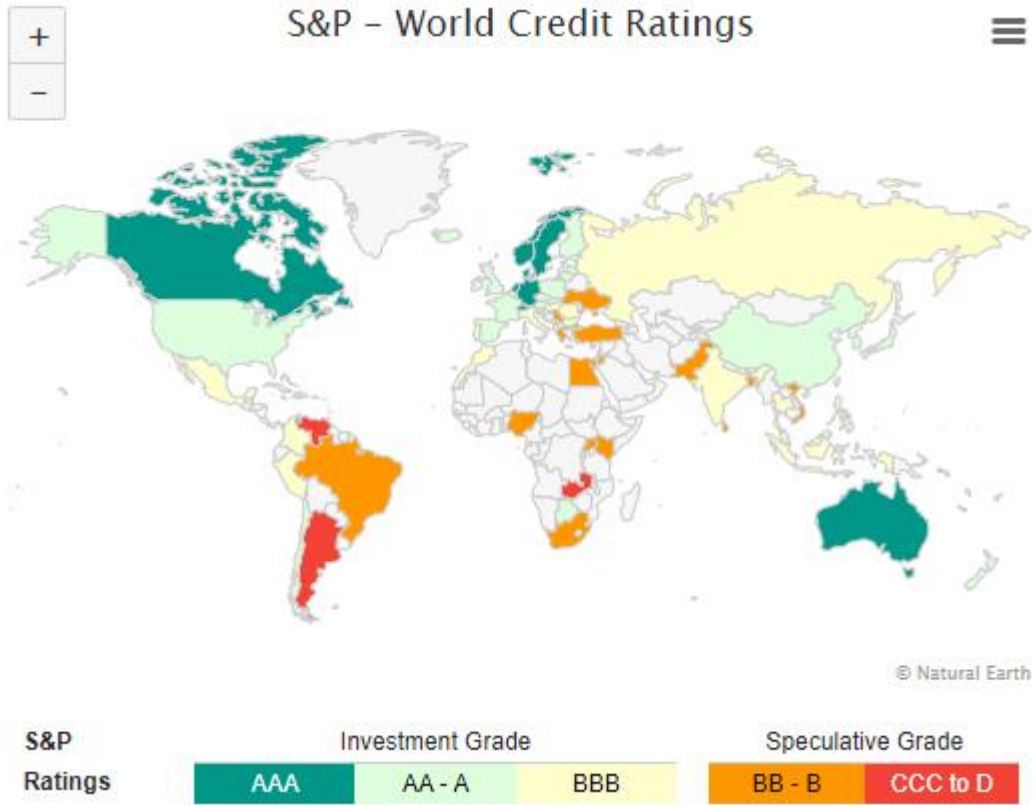 +
S&P – World Credit Ratings
–
© Natural Earth
S&P Investment Grade Speculative Grade
Ratings AAA AA - A BBB BB - B CCC to D